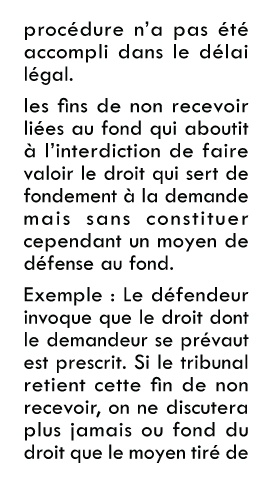 procédure n'a pas été
accompli dans le délai
légal.
les fins de non recevoir
liées au fond qui aboutit
à l'interdiction de faire
valoir le droit qui sert de
fondement à la demande
mais sans constituer
cependant un moyen de
défense au fond.
Exemple : Le défendeur
invoque que le droit dont
le demandeur se prévaut
est prescrit. Si le tribunal
retient cette fin de non
recevoir, on ne discutera
plus jamais ou fond du
droit que le moyen tiré de